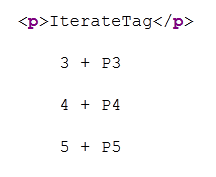 <p>IterateTag</p>
3 + P3
4 + P4
5 + P5